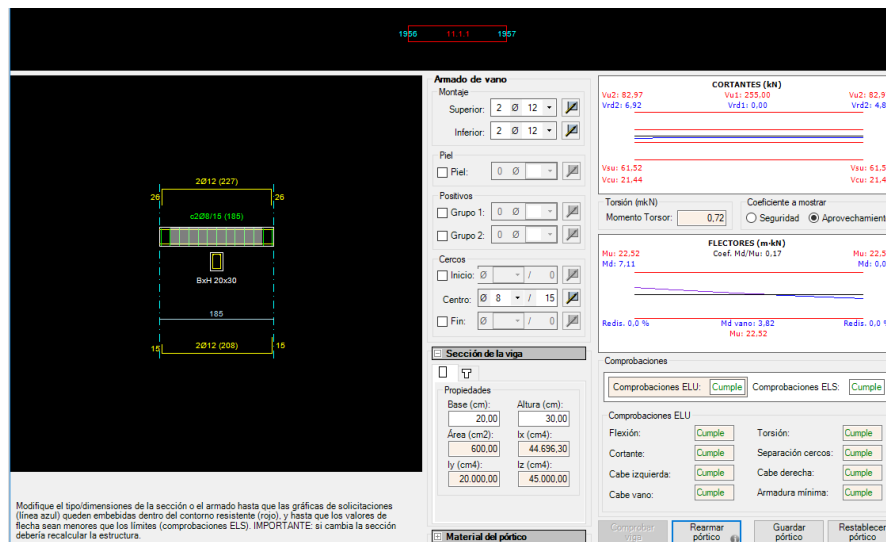 1956 11.1.1 1957
2Ø12 (227)
26 26
c2Ø8/15 (185)
BxH 20x30
185
15 2Ø12 (208) 15
Modifique el tipo/dimensiones de la sección o el armado hasta que las gráficas de solicitaciones
(línea azul) queden embebidas dentro del contorno resistente (rojo), y hasta que los valores de
flecha sean menores que los límites (comprobaciones ELS). IMPORTANTE: si cambia la sección
debería recalcular la estructura.
Armado de vano
Montaje
Superior: 2 Ø 12
Inferior: 2 Ø 12
Piel
Piel: 0 Ø
Positivos
Grupo 1: 0 Ø
Grupo 2: 0 Ø
Cercos
Inicio: Ø / 0
Centro: Ø 8 / 15
Fin: Ø / 0
Sección de la viga
Propiedades
Base (cm): Altura (cm):
20,00 30,00
Área (cm2): Ix (cm4):
600,00 44.696,30
Iy (cm4): Iz (cm4):
20.000,00 45.000,00
Material del pórtico
CORTANTES (kN)
Vu2: 82,97 Vu1: 255,00 Vu2: 82,9
Vrd2: 6,92 Vrd1: 0,00 Vrd2: 4,8
Vsu: 61,52 Vsu: 61,5
Vcu: 21,44 Vcu: 21,4
Torsión (mkN) Coeficiente a mostrar
Momento Torsor: 0,72 Seguridad Aprovechamient
FLECTORES (m·kN)
Mu: 22,52 Coef. Md/Mu: 0,17 Mu: 22,5
Md: 7,11 Md: 0,0
Redis. 0,0 % Md vano: 3,82 Redis. 0,0 %
Mu: 22,52
Comprobaciones
Comprobaciones ELU: Cumple Comprobaciones ELS: Cumple
Comprobaciones ELU
Flexión: Cumple Torsión: Cumple
Cortante: Cumple Separación cercos: Cumple
Cabe izquierda: Cumple Cabe derecha: Cumple
Cabe vano: Cumple Armadura mínima: Cumple
Comprobar viga
Rearmar pórtico
Guardar pórtico
Restablecer pórtico